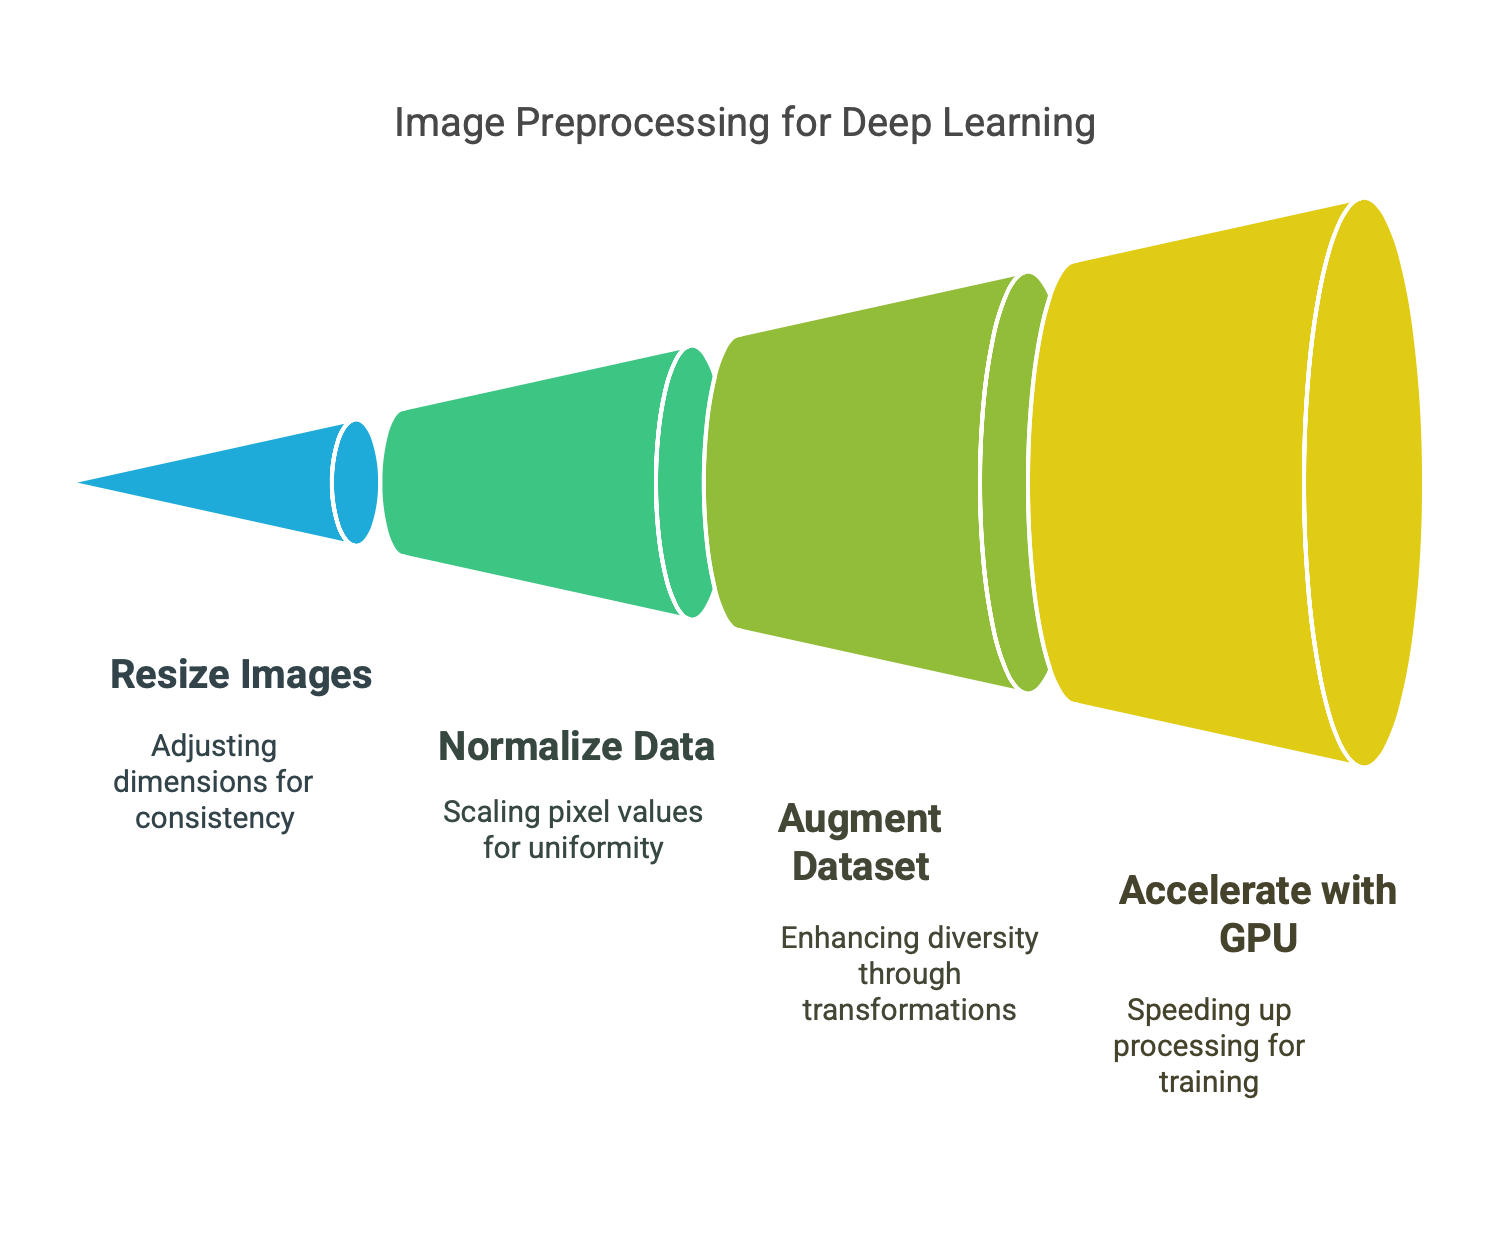 Image Preprocessing for Deep Learning
Resize Images
Adjusting
dimensions for
consistency
Normalize Data
Scaling pixel values
for uniformity
Augment
Dataset
Enhancing diversity
through
transformations
Accelerate with
GPU
Speeding up
processing for
training